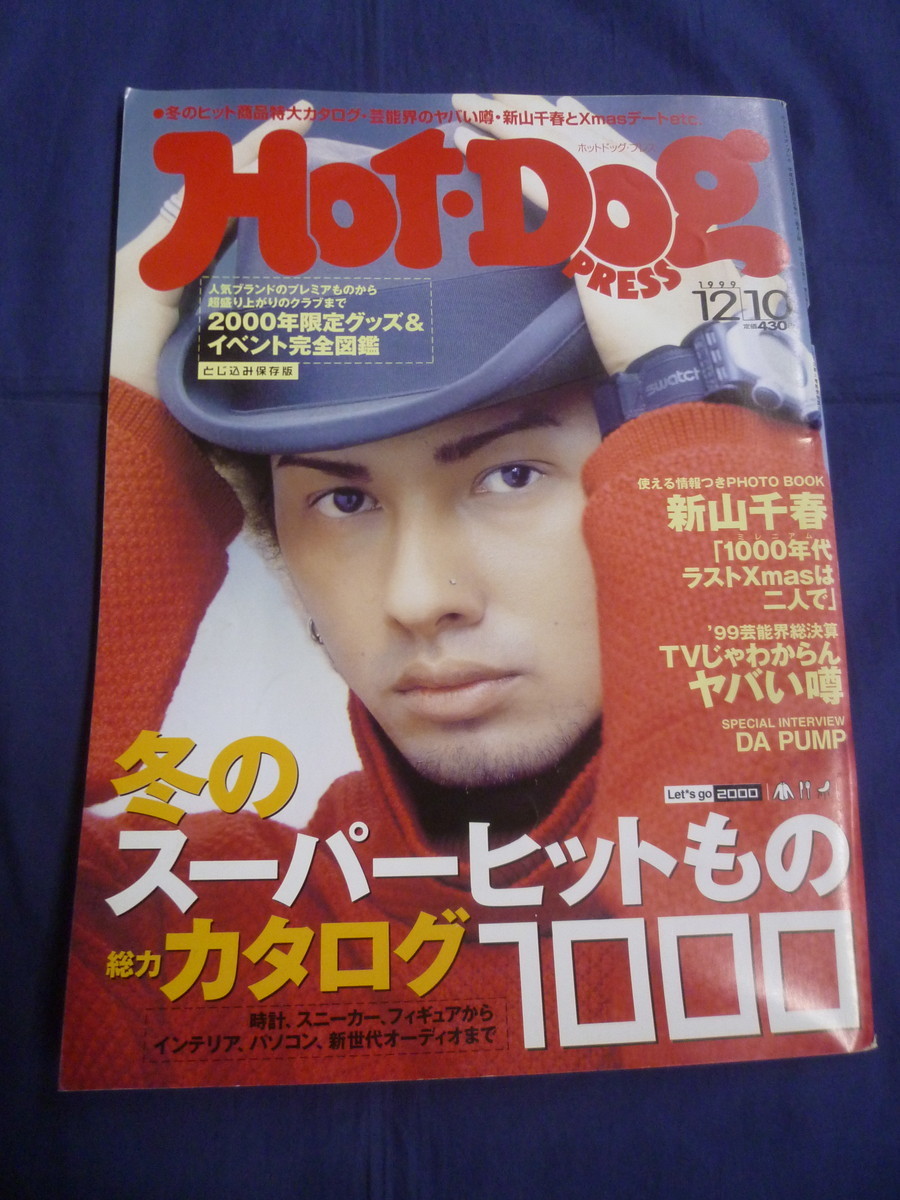 ●冬のヒット商品特大カタログ・芸能界のヤバい噂・新山千春とXmasデートetc.
ホットドッグ・プレス
Hot・Dog
PRESS
1999
12 10
定価430
人気ブランドのプレミアものから
超盛り上がりのクラブまで
2000年限定グッズ&
イベント完全図鑑
とじ込み保存版
swatch
使える情報つきPHOTO BOOK
新山千春
ミレニアム
「1000年代
ラストXmasは
二人で」
'99芸能界総決算
TVじゃわからん
ヤバい噂
SPECIAL INTERVIEW
DA PUMP
Let's go 2000
冬の
スーパーヒットもの
総力カタログ1000
時計、スニーカー、フィギュアから
インテリア、パソコン、新世代オーディオまで